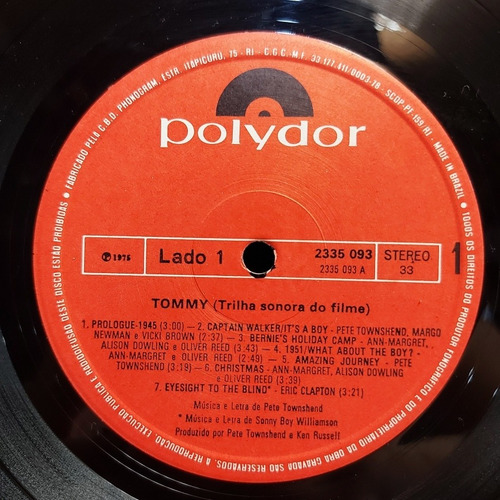 ● FABRICADO PELA C.B.D. PHONOGRAM, ESTR. ITAPICURÚ, 75 - RJ - C.G.C.M.F. 33.177.411/0003-78 - SCDP-PF-159/RJ - MADE IN BRAZIL ● TODOS OS DIREITOS DO PRODUTOR FONOGRÁFICO E DO PROPRIETÁRIO DA OBRA GRAVADA SÃO RESERVADOS. A REPRODUÇÃO, EXECUÇÃO PÚBLICA E RADIODIFUSÃO DESTE DISCO ESTÃO PROIBIDAS
polydor
Ⓟ 1975
Lado 1
2335 093
2335 093 A
STEREO
33
1
TOMMY (Trilha sonora do filme)
1. PROLOGUE-1945 (3:00) — 2. CAPTAIN WALKER/IT'S A BOY - PETE TOWNSHEND, MARGO
NEWMAN e VICKI BROWN (2:37) — 3. BERNIE'S HOLIDAY CAMP - ANN-MARGRET,
ALISON DOWLING e OLIVER REED (3:43) — 4. 1951/WHAT ABOUT THE BOY? -
ANN-MARGRET e OLIVER REED (2:49) — 5. AMAZING JOURNEY - PETE
TOWNSHEND (3:19) — 6. CHRISTMAS - ANN-MARGRET, ALISON DOWLING
e OLIVER REED (3:39)
7. EYESIGHT TO THE BLIND* - ERIC CLAPTON (3:21)
Música e Letra de Pete Townshend
* Música e Letra de Sonny Boy Williamson
Produzido por Pete Townshend e Ken Russell